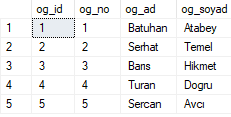 og_id og_no og_ad og_soyad
1 1 1 Batuhan Atabey
2 2 2 Serhat Temel
3 3 3 Barıs Hikmet
4 4 4 Turan Dogru
5 5 5 Sercan Avcı